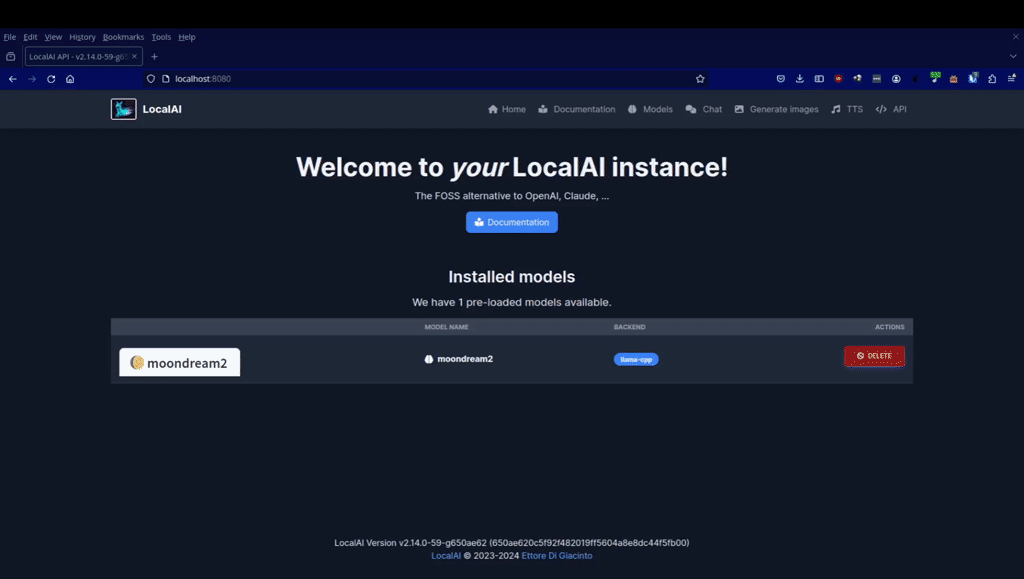 File Edit View History Bookmarks Tools Help
LocalAI API - v2.14.0-59-g65
localhost:8080
LocalAI Home Documentation Models Chat Generate images TTS </> API
Welcome to your LocalAI instance!
The FOSS alternative to OpenAI, Claude, ...
Documentation
Installed models
We have 1 pre-loaded models available.
MODEL NAME BACKEND ACTIONS
moondream2 moondream2 llama-cpp DELETE
LocalAI Version v2.14.0-59-g650ae62 (650ae620c5f92f482019ff5604a8e8dc44f5fb00)
LocalAI © 2023-2024 Ettore Di Giacinto